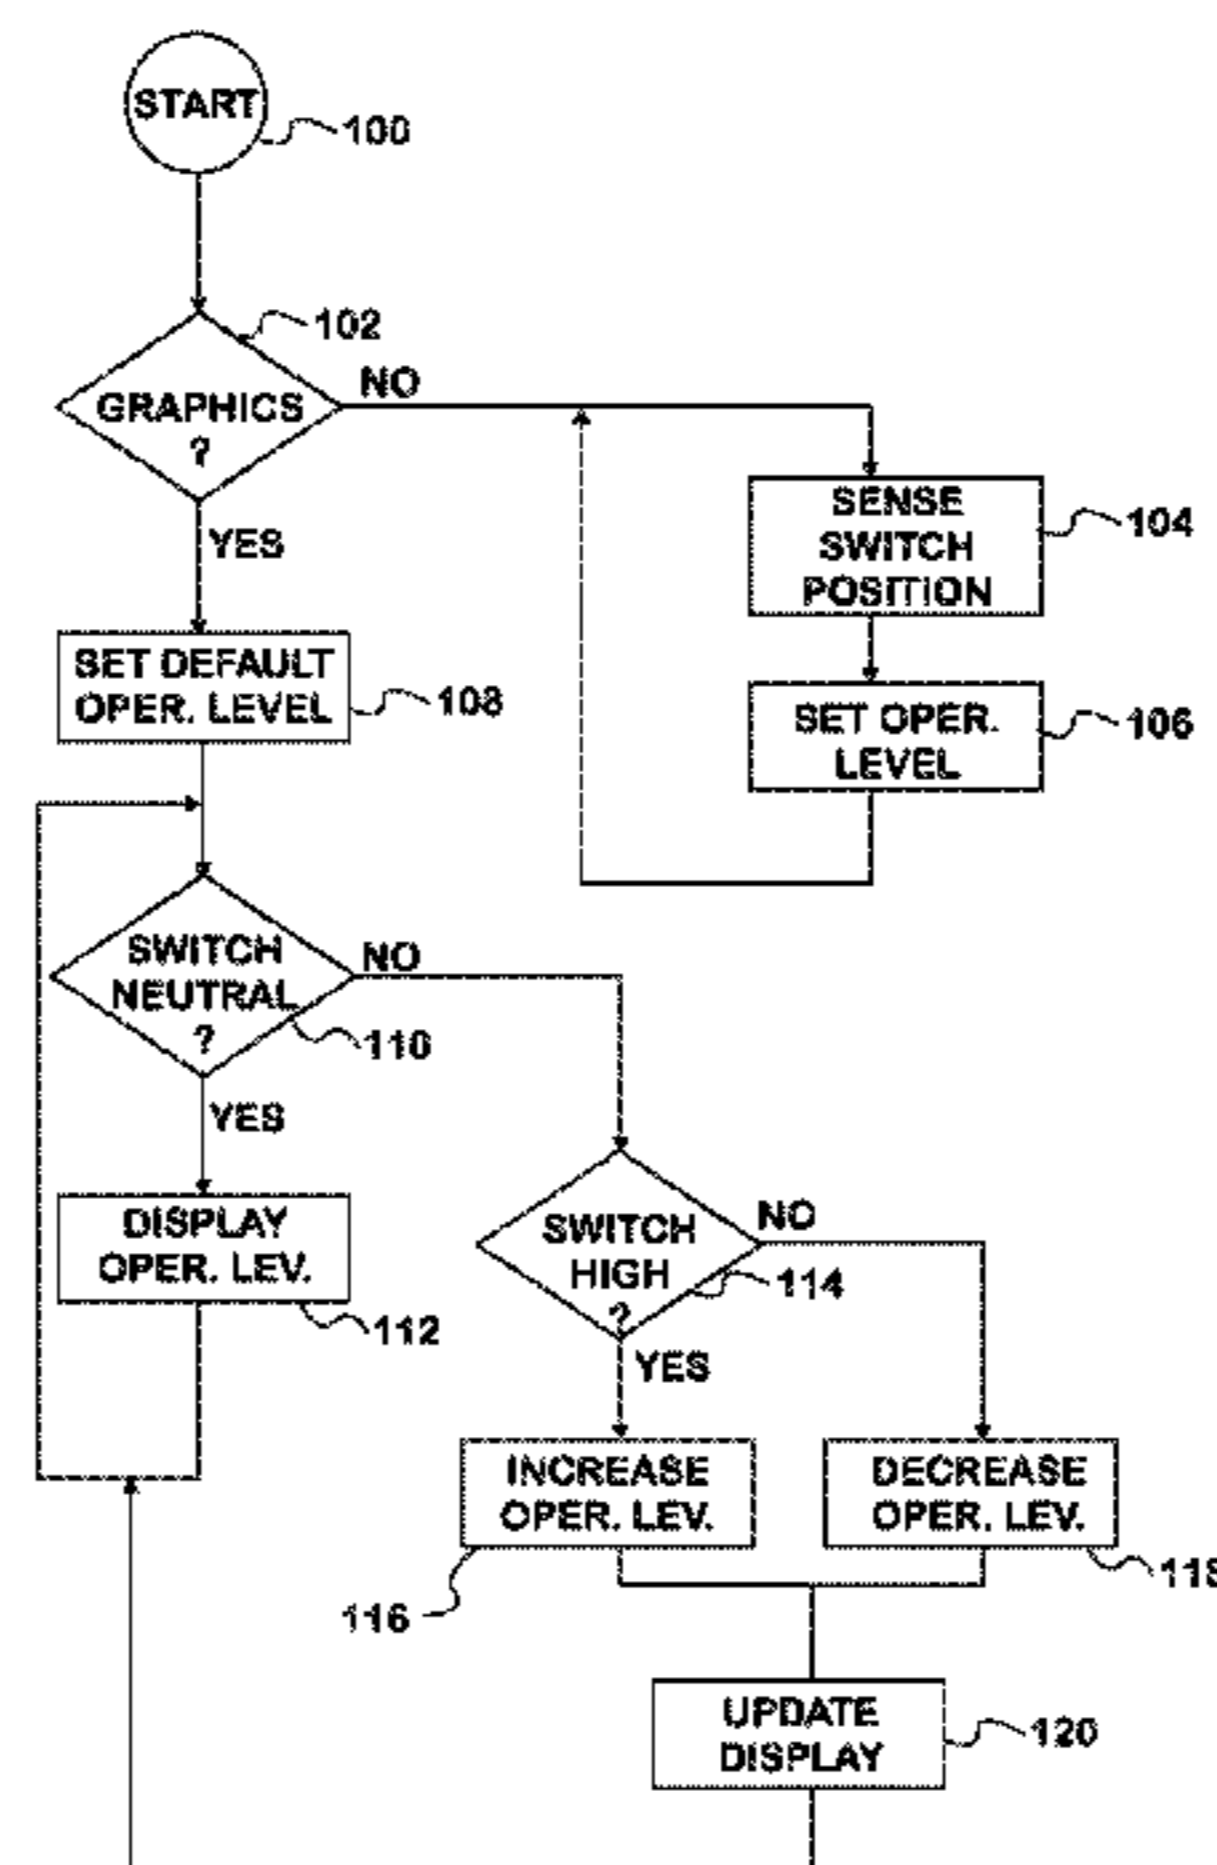 START
100
102
GRAPHICS
?
NO
YES
SENSE
SWITCH
POSITION
104
SET DEFAULT
OPER. LEVEL
108
SET OPER.
LEVEL
106
SWITCH
NEUTRAL
?
NO
110
YES
DISPLAY
OPER. LEV.
112
SWITCH
HIGH
?
NO
114
YES
INCREASE
OPER. LEV.
116
DECREASE
OPER. LEV.
118
UPDATE
DISPLAY
120